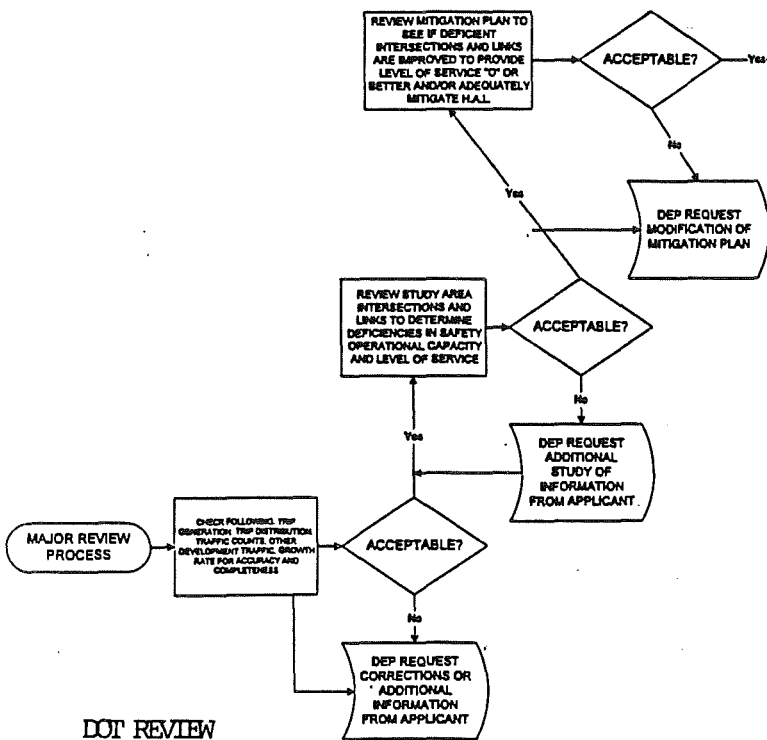 REVIEW MITIGATION PLAN TO
SEE IF DEFICIENT
INTERSECTIONS AND LINKS
ARE IMPROVED TO PROVIDE
LEVEL OF SERVICE "D" OR
BETTER AND/OR ADEQUATELY
MITIGATE H.A.L.
ACCEPTABLE?
Yes
No
DEP REQUEST
MODIFICATION OF
MITIGATION PLAN
Yes
REVIEW STUDY AREA
INTERSECTIONS AND
LINKS TO DETERMINE
DEFICIENCIES IN SAFETY
OPERATIONAL CAPACITY
AND LEVEL OF SERVICE
ACCEPTABLE?
No
DEP REQUEST
ADDITIONAL
STUDY OF
INFORMATION
FROM APPLICANT
Yes
MAJOR REVIEW
PROCESS
CHECK FOLLOWING, TRIP
GENERATION, TRIP DISTRIBUTION
TRAFFIC COUNTS, OTHER
DEVELOPMENT TRAFFIC, GROWTH
RATE FOR ACCURACY AND
COMPLETENESS
ACCEPTABLE?
No
DEP REQUEST
CORRECTIONS OR
ADDITIONAL
INFORMATION
FROM APPLICANT
DOT REVIEW